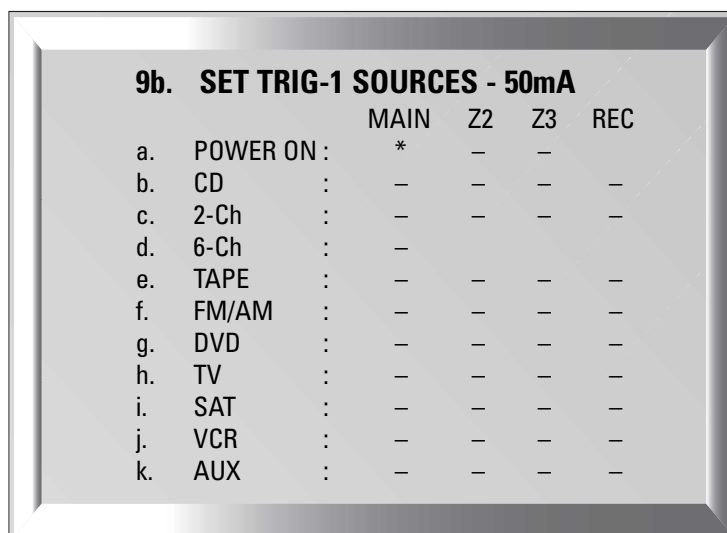 9b. SET TRIG-1 SOURCES - 50mA
MAIN Z2 Z3 REC
a. POWER ON : * – –
b. CD : – – – –
c. 2-Ch : – – – –
d. 6-Ch : –
e. TAPE : – – – –
f. FM/AM : – – – –
g. DVD : – – – –
h. TV : – – – –
i. SAT : – – – –
j. VCR : – – – –
k. AUX : – – – –